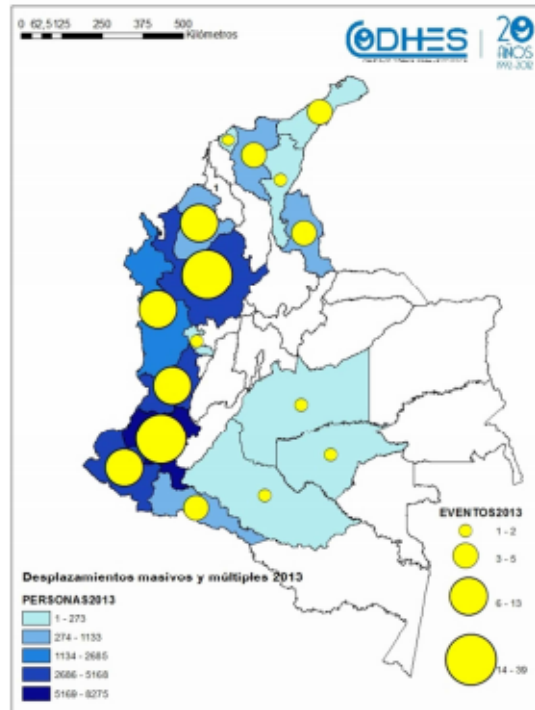 0 62,5 125 250 375 500
Kilómetros
CODHES
20
AÑOS
1992-2012
EVENTOS2013
1 - 2
3 - 5
6 - 13
14 - 39
Desplazamientos masivos y múltiples 2013
PERSONAS2013
1 - 273
274 - 1133
1134 - 2685
2686 - 5168
5169 - 8275